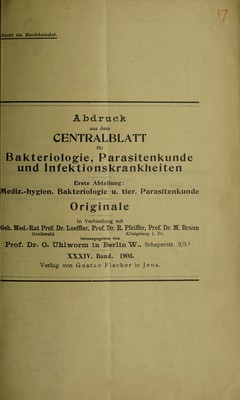 17
Nicht im Buchhandel.
Abdruck
aus dem
CENTRALBLATT
für
Bakteriologie, Parasitenkunde
und Infektionskrankheiten
Erste Abteilung:
Mediz.-hygien. Bakteriologie u. tier. Parasitenkunde
Originale
In Verbindung mit
Geh. Med.-Rat Prof. Dr. Loeffler, Prof. Dr. R. Pfeiffer, Prof. Dr. M. Braun
Greifswald Königsberg i. Pr.
herausgegeben von
Prof. Dr. O. Uhlworm in Berlin W., Schaperstr. 2/3 I.
XXXIV. Band. 1903.
Verlag von Gustav Fischer in Jena.